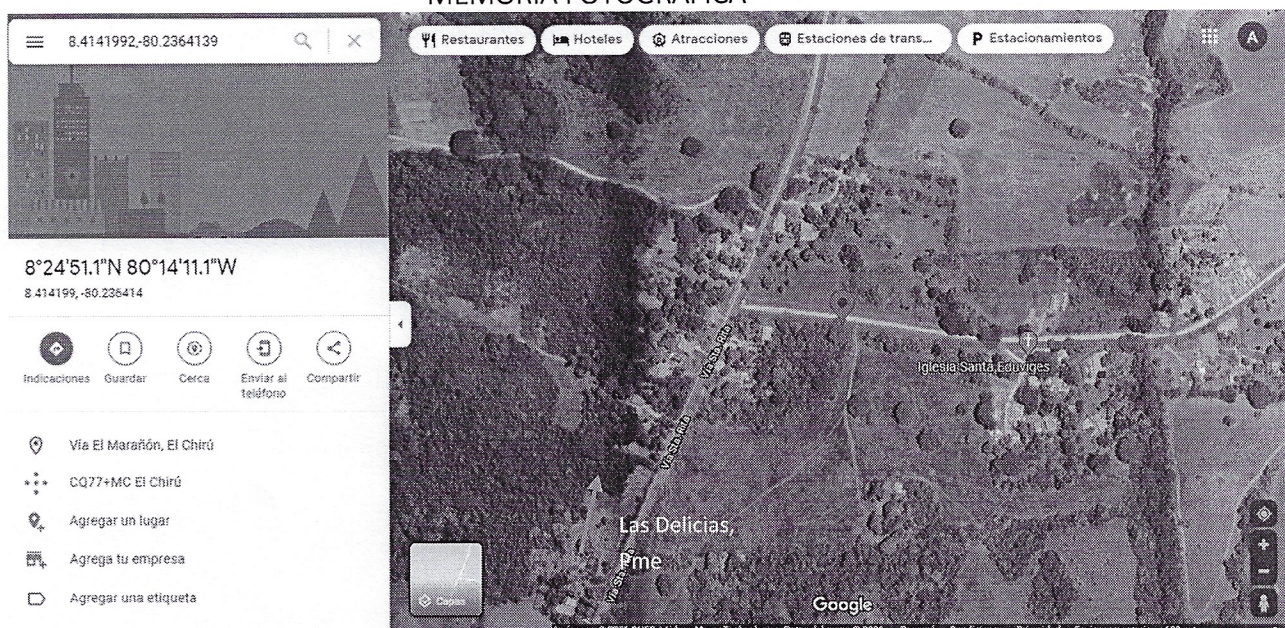 MEMORIA FOTOGRÁFICA
8.4141992,-80.2364139
Restaurantes
Hoteles
Atracciones
Estaciones de trans...
P Estacionamientos
A
8°24'51.1"N 80°14'11.1"W
8.414199, -80.236414
Indicaciones
Guardar
Cerca
Enviar al
teléfono
Compartir
Vía El Marañón, El Chirú
CQ77+MC El Chirú
Agregar un lugar
Agrega tu empresa
Agregar una etiqueta
Vía Sta. Rita
Iglesia Santa Eduviges
Vía Sta. Rita
Las Delicias,
Pme
Capas
Google